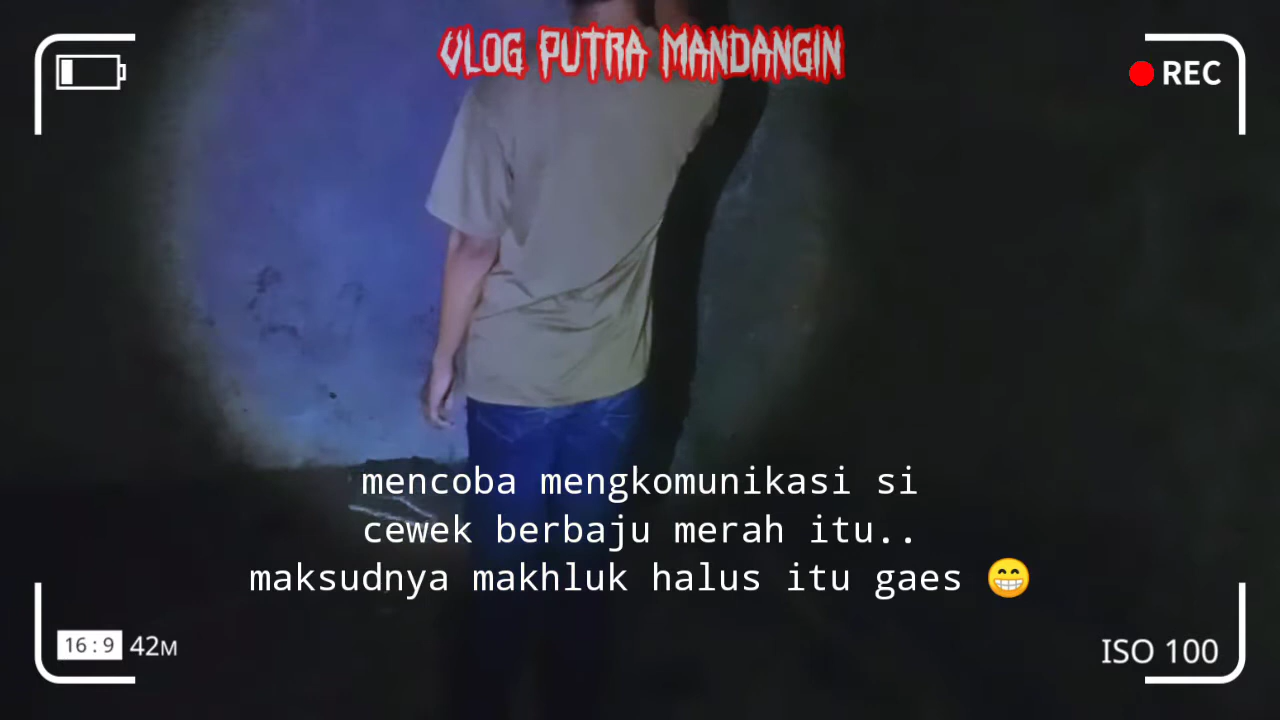 VLOG PUTRA MANDANGIN
REC
mencoba mengkomunikasi si
cewek berbaju merah itu..
maksudnya makhluk halus itu gaes 😁
16:9 42M
ISO 100